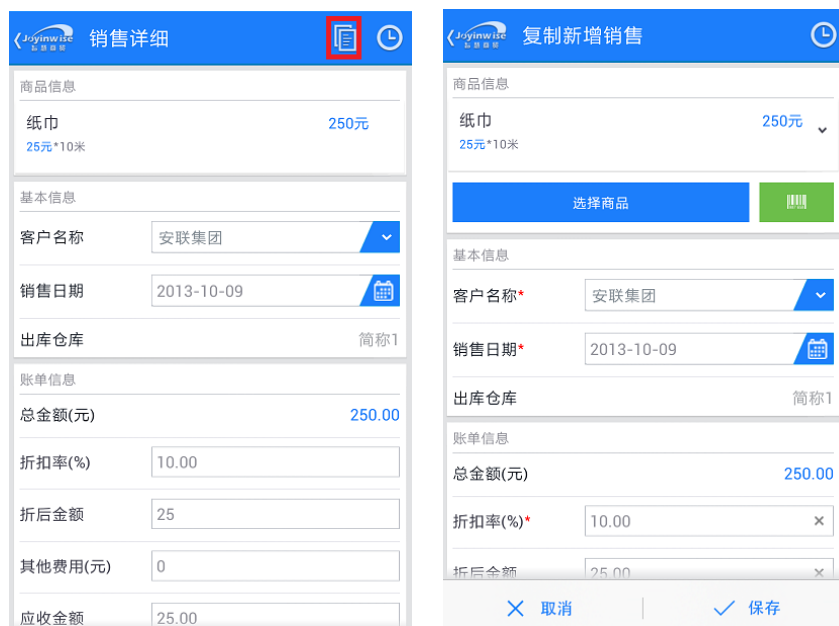 Joyinwise
销售详细
商品信息
纸巾
250元
25元*10米
基本信息
客户名称
安联集团
销售日期
2013-10-09
出库仓库
简称1
账单信息
总金额(元)
250.00
折扣率(%)
10.00
折后金额
25
其他费用(元)
0
应收金额
25.00
Joyinwise
复制新增销售
商品信息
纸巾
250元
25元*10米
选择商品
基本信息
客户名称*
安联集团
销售日期*
2013-10-09
出库仓库
简称1
账单信息
总金额(元)
250.00
折扣率(%)*
10.00
折后金额
25.00
取消
保存